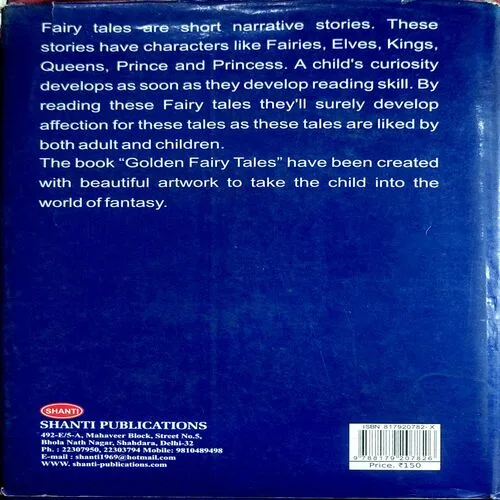 Fairy tales are short narrative stories. These
stories have characters like Fairies, Elves, Kings,
Queens, Prince and Princess. A child's curiosity
develops as soon as they develop reading skill. By
reading these Fairy tales they'll surely develop
affection for these tales as these tales are liked by
both adult and children.
The book “Golden Fairy Tales” have been created
with beautiful artwork to take the child into the
world of fantasy.
SHANTI
SHANTI PUBLICATIONS
492-E/5-A, Mahaveer Block, Street No.5,
Bhola Nath Nagar, Shahdara, Delhi-32
Ph. : 22307950, 22303794 Mobile: 9810489498
E-mail : shanti1969@hotmail.com
www. shanti-publications.com
ISBN 817920782-X
9 788179 207826
Price. ₹150